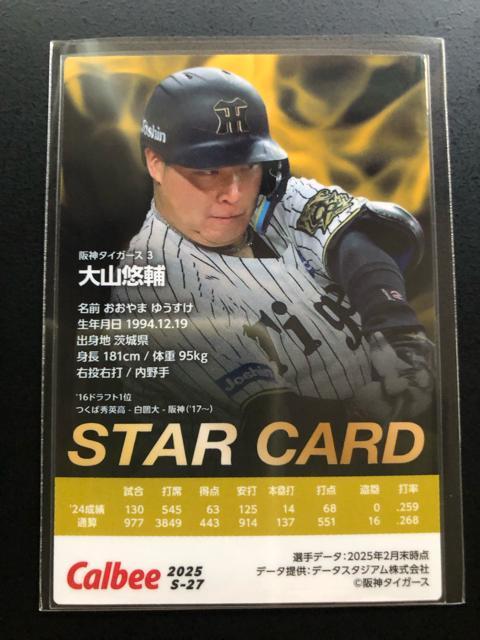 Joshin
阪神タイガース 3
大山悠輔
名前 おおやま ゆうすけ
生年月日 1994.12.19
出身地 茨城県
身長 181cm / 体重 95kg
右投右打 / 内野手
'16ドラフト1位
つくば秀英高 - 白鷗大 - 阪神('17～)
Tige
Joshin
STAR CARD
試合 打席 得点 安打 本塁打 打点 盗塁 打率
'24成績 130 545 63 125 14 68 0 .259
通算 977 3849 443 914 137 551 16 .268
選手データ:2025年2月末時点
データ提供:データスタジアム株式会社
©阪神タイガース
Calbee 2025
S-27